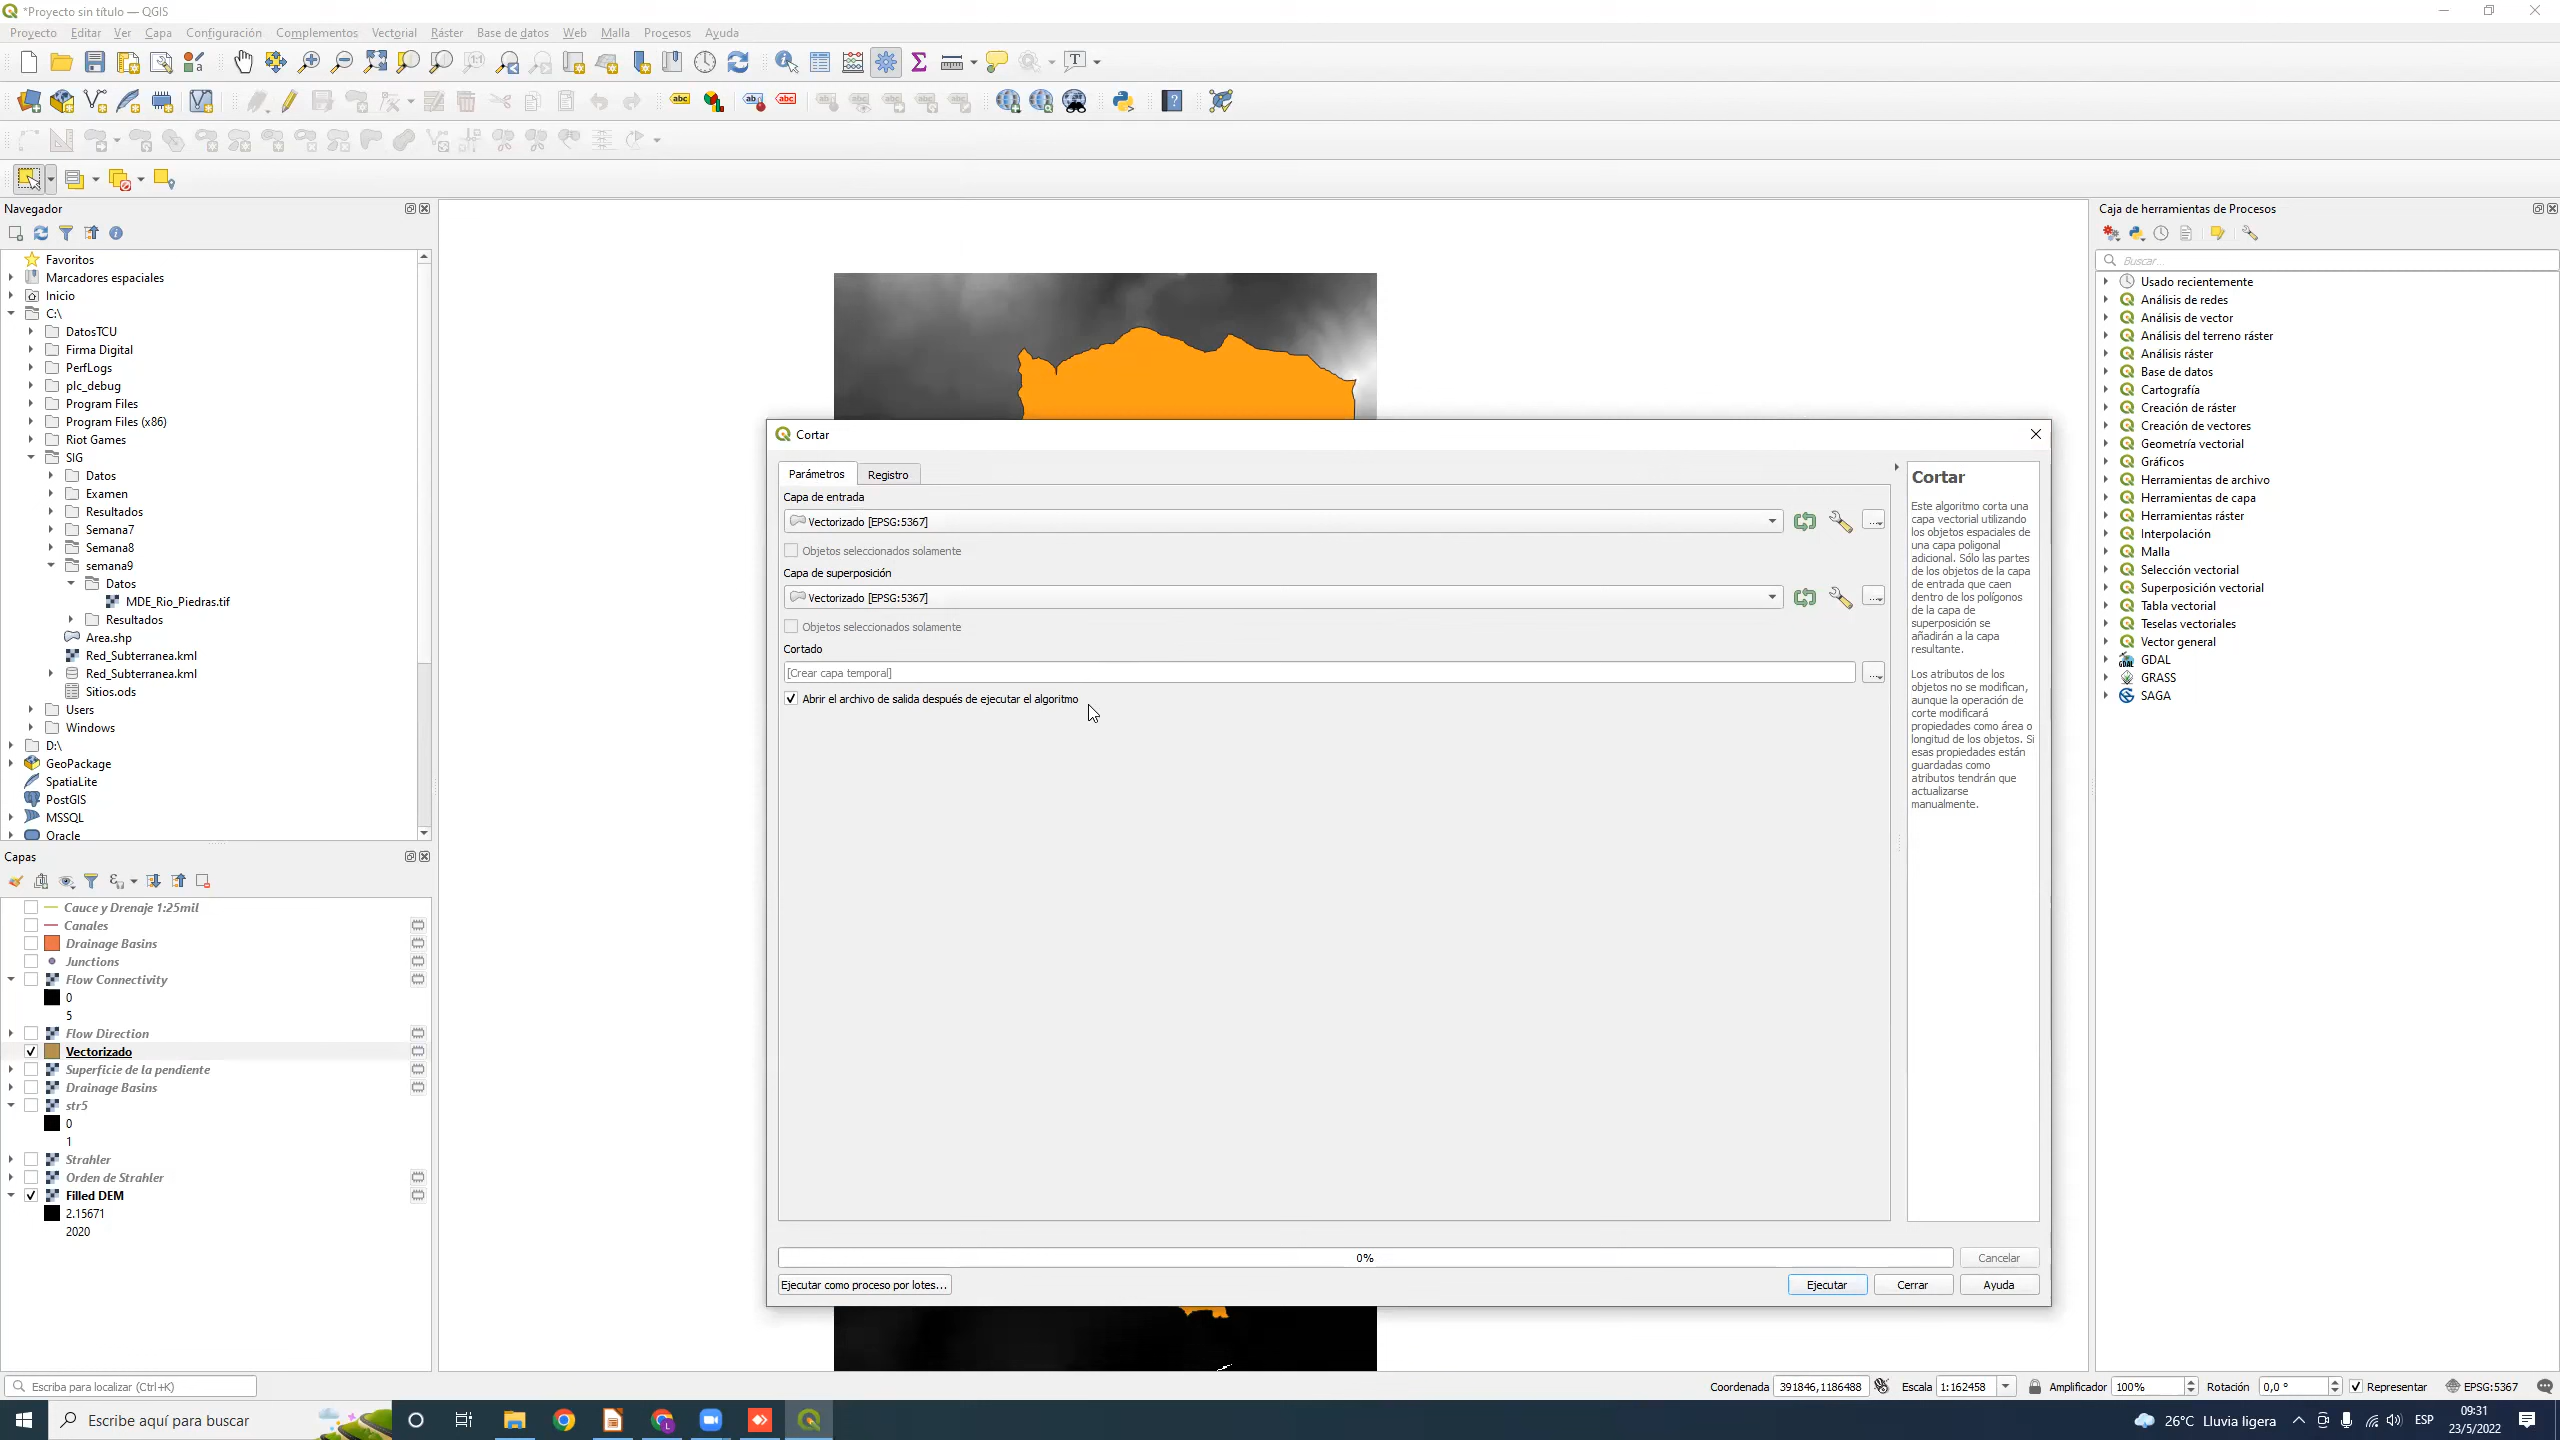 *Proyecto sin título — QGIS
Proyecto Editar Ver Capa Configuración Complementos Vectorial Ráster Base de datos Web Malla Procesos Ayuda
Navegador
Favoritos
Marcadores espaciales
Inicio
C:\
DatosTCU
Firma Digital
PerfLogs
plc_debug
Program Files
Program Files (x86)
Riot Games
SIG
Datos
Examen
Resultados
Semana7
Semana8
semana9
Datos
MDE_Rio_Piedras.tif
Resultados
Area.shp
Red_Subterranea.kml
Red_Subterranea.kml
Sitios.ods
Users
Windows
D:\
GeoPackage
SpatiaLite
PostGIS
MSSQL
Oracle
Capas
Cauce y Drenaje 1:25mil
Canales
Drainage Basins
Junctions
Flow Connectivity
0
5
Flow Direction
Vectorizado
Superficie de la pendiente
Drainage Basins
str5
0
1
Strahler
Orden de Strahler
Filled DEM
2.15671
2020
Cortar
Parámetros Registro
Capa de entrada
Vectorizado [EPSG:5367]
Objetos seleccionados solamente
Capa de superposición
Vectorizado [EPSG:5367]
Objetos seleccionados solamente
Cortado
[Crear capa temporal]
Abrir el archivo de salida después de ejecutar el algoritmo
0%
Cancelar
Ejecutar como proceso por lotes...
Ejecutar
Cerrar
Ayuda
Cortar
Este algoritmo corta una
capa vectorial utilizando
los objetos espaciales de
una capa poligonal
adicional. Sólo las partes
de los objetos de la capa
de entrada que caen
dentro de los polígonos
de la capa de
superposición se
añadirán a la capa
resultante.
Los atributos de los
objetos no se modifican,
aunque la operación de
corte modificará
propiedades como área o
longitud de los objetos. Si
esas propiedades están
guardadas como
atributos tendrán que
actualizarse
manualmente.
Caja de herramientas de Procesos
Buscar...
Usado recientemente
Análisis de redes
Análisis de vector
Análisis del terreno ráster
Análisis ráster
Base de datos
Cartografía
Creación de ráster
Creación de vectores
Geometría vectorial
Gráficos
Herramientas de archivo
Herramientas de capa
Herramientas ráster
Interpolación
Malla
Selección vectorial
Superposición vectorial
Tabla vectorial
Teselas vectoriales
Vector general
GDAL
GRASS
SAGA
Escriba para localizar (Ctrl+K)
Coordenada 391846,1186488 Escala 1:162458 Amplificador 100% Rotación 0,0 ° Representar EPSG:5367
Escribe aquí para buscar
26°C Lluvia ligera
ESP
09:31
23/5/2022